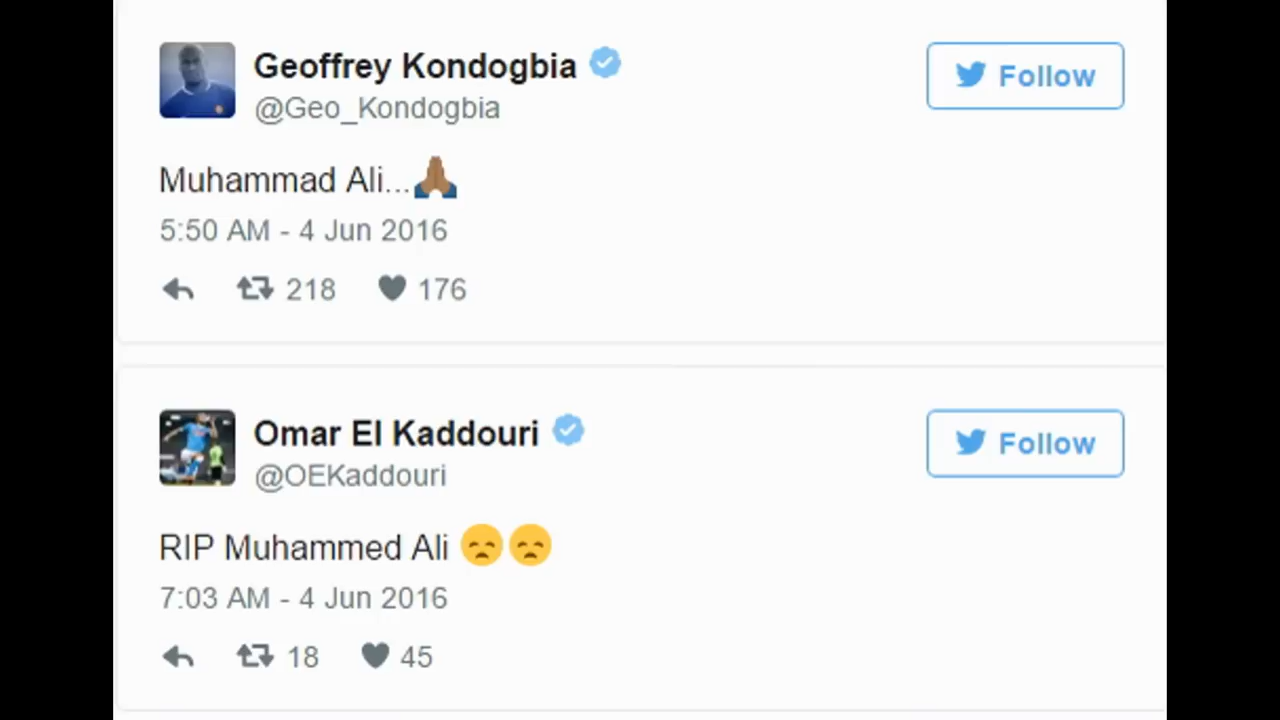 Geoffrey Kondogbia
@Geo_Kondogbia
Follow
Muhammad Ali...🙏🏾
5:50 AM - 4 Jun 2016
218 176
Omar El Kaddouri
@OEKaddouri
Follow
RIP Muhammed Ali 😞😞
7:03 AM - 4 Jun 2016
18 45